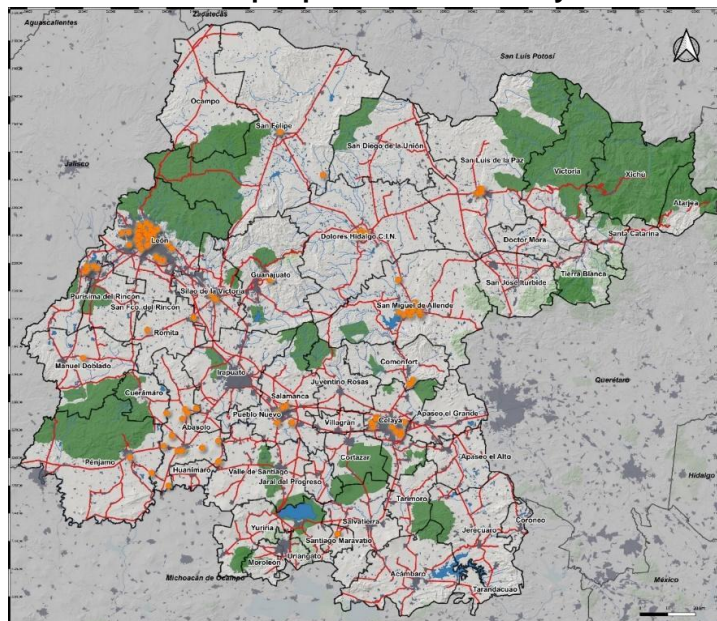 Zacatecas
Aguascalientes
San Luis Potosí
Ocampo
San Felipe
San Diego de la Unión
Jalisco
San Luis de la Paz
Victoria
Xichú
Atarjea
León
Dolores Hidalgo C.I.N.
Santa Catarina
Doctor Mora
Guanajuato
Tierra Blanca
San José Iturbide
Purísima del Rincón
Silao de la Victoria
San Fco. del Rincón
San Miguel de Allende
Romita
Manuel Doblado
Comonfort
Irapuato
Querétaro
Juventino Rosas
Cuerámaro
Salamanca
Pueblo Nuevo
Villagrán
Celaya
Apaseo el Grande
Abasolo
Cortazar
Apaseo el Alto
Pénjamo
Huanímaro
Valle de Santiago
Jaral del Progreso
Hidalgo
Tarimoro
Coroneo
Yuriria
Salvatierra
Jerécuaro
Santiago Maravatío
Uriangato
Moroleón
Michoacán de Ocampo
Acámbaro
México
Tarandacuao